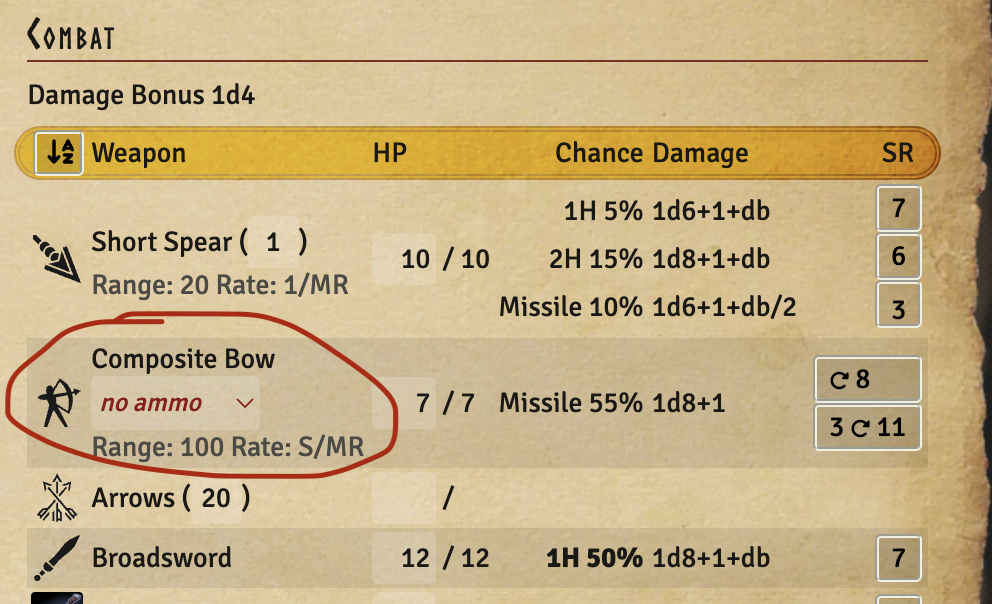 Combat
Damage Bonus 1d4
Weapon HP Chance Damage SR
1H 5% 1d6+1+db 7
Short Spear ( 1 ) 10 / 10 2H 15% 1d8+1+db 6
Range: 20 Rate: 1/MR
Missile 10% 1d6+1+db/2 3
Composite Bow
no ammo 7 / 7 Missile 55% 1d8+1 8
3 11
Range: 100 Rate: S/MR
Arrows ( 20 ) /
Broadsword 12 / 12 1H 50% 1d8+1+db 7